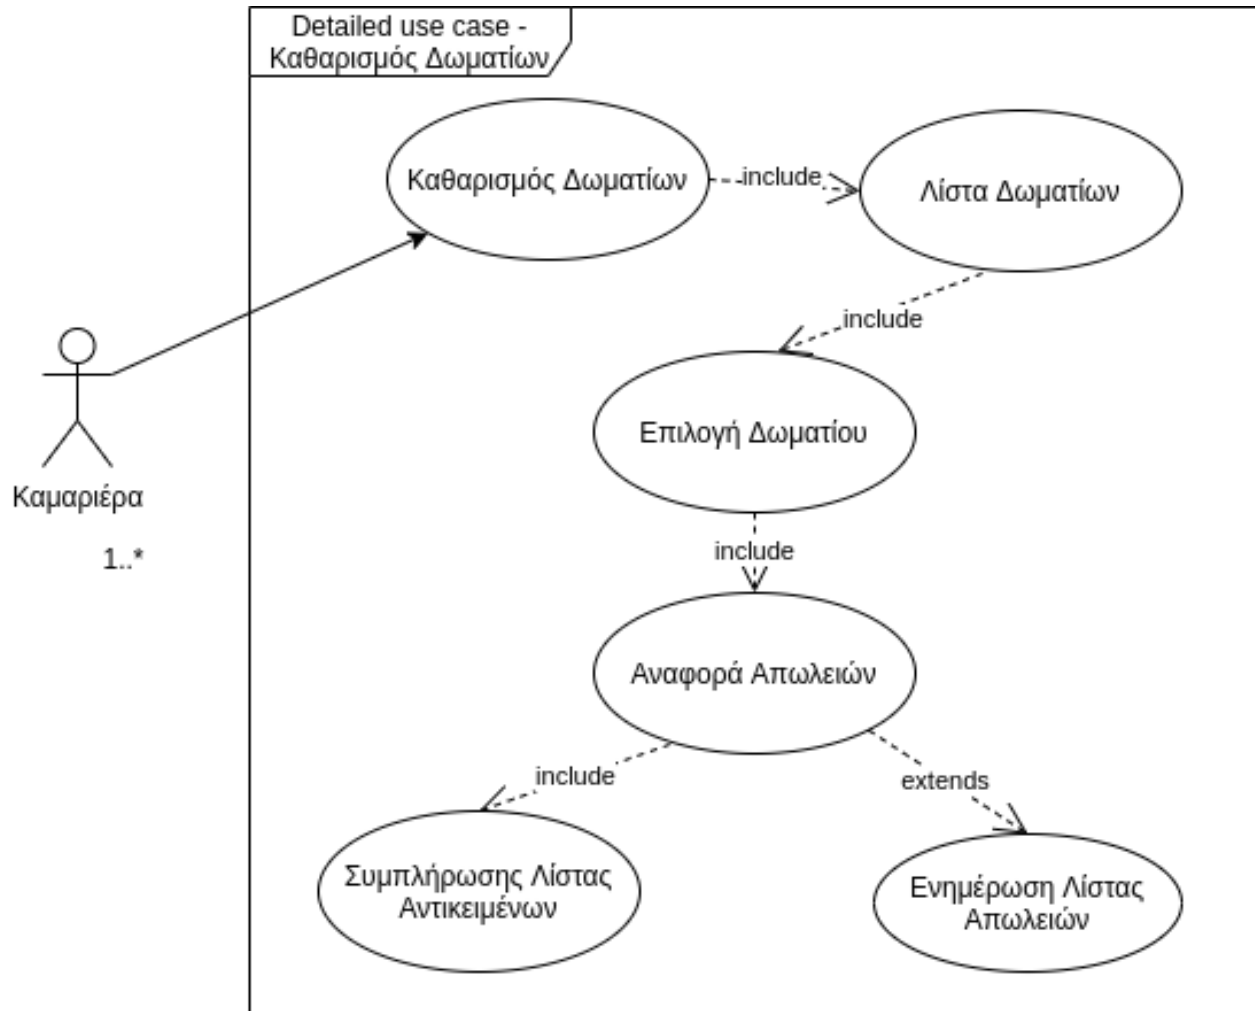 Detailed use case -
Καθαρισμός Δωματίων
Καθαρισμός Δωματίων
include
Λίστα Δωματίων
include
Επιλογή Δωματίου
Καμαριέρα
1..*
include
Αναφορά Απωλειών
include
extends
Συμπλήρωσης Λίστας
Αντικειμένων
Ενημέρωση Λίστας
Απωλειών